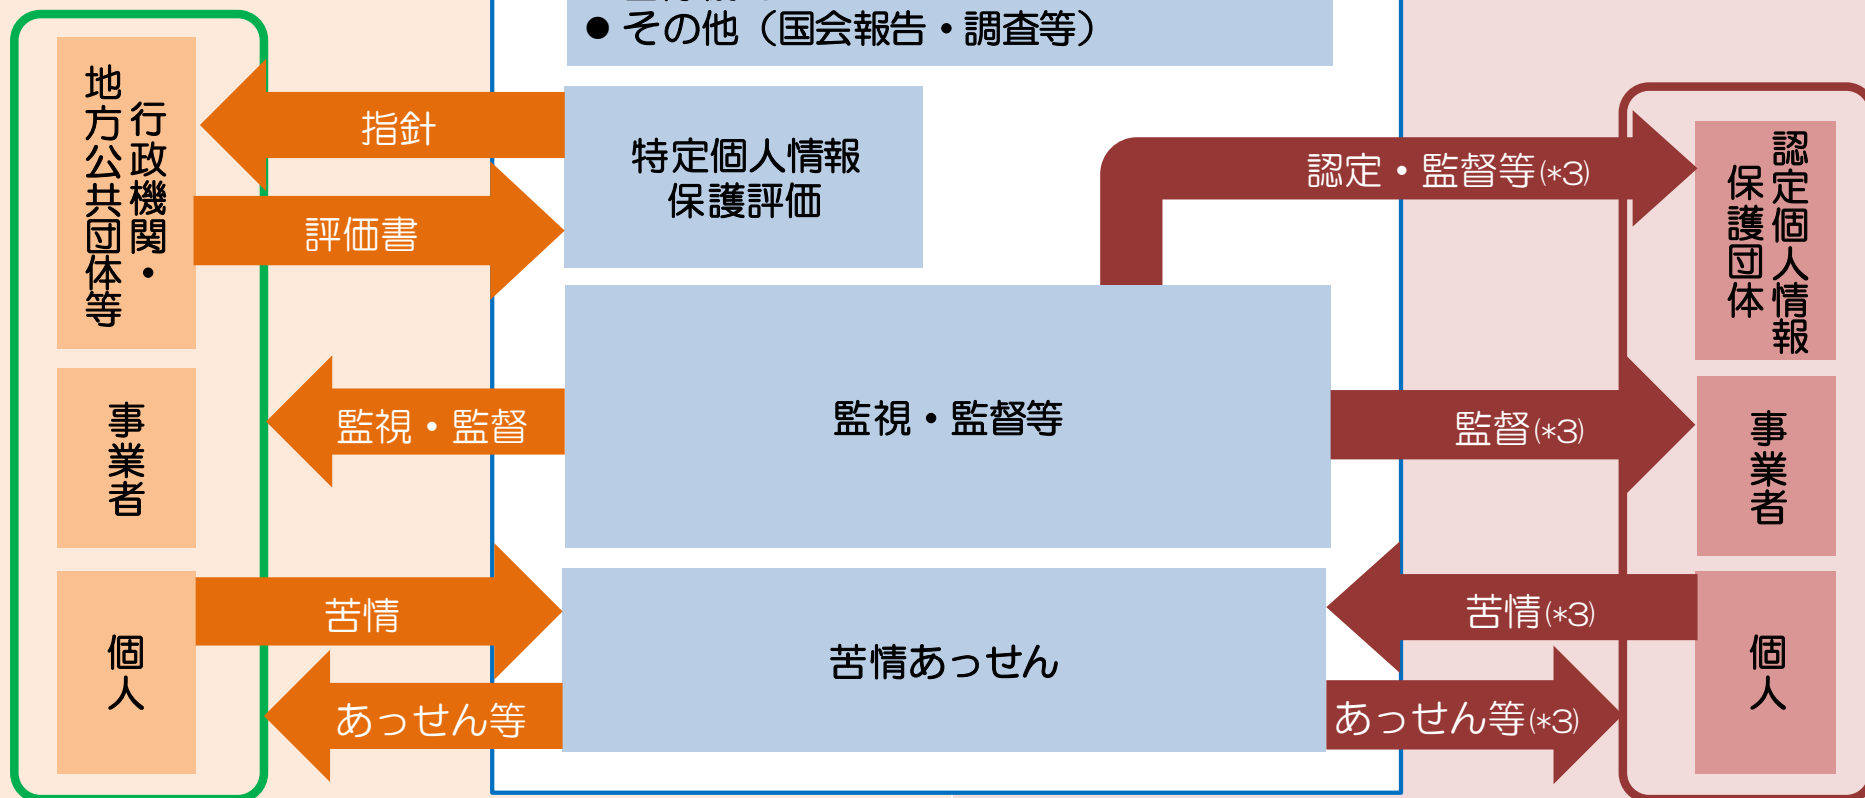 ● その他（国会報告・調査等）
行政機関・
地方公共団体等
指針
評価書
特定個人情報
保護評価
認定・監督等(*3)
認定個人情報
保護団体
事業者
監視・監督
監視・監督等
監督(*3)
事業者
個人
苦情
あっせん等
苦情あっせん
苦情(*3)
あっせん等(*3)
個人